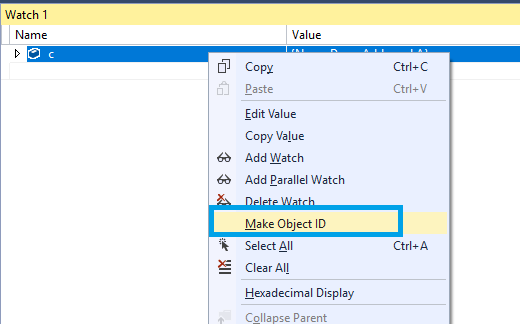 Watch 1
Name Value
c
Copy Ctrl+C
Paste Ctrl+V
Edit Value
Copy Value
Add Watch
Add Parallel Watch
Delete Watch
Make Object ID
Select All Ctrl+A
Clear All
Hexadecimal Display
Collapse Parent